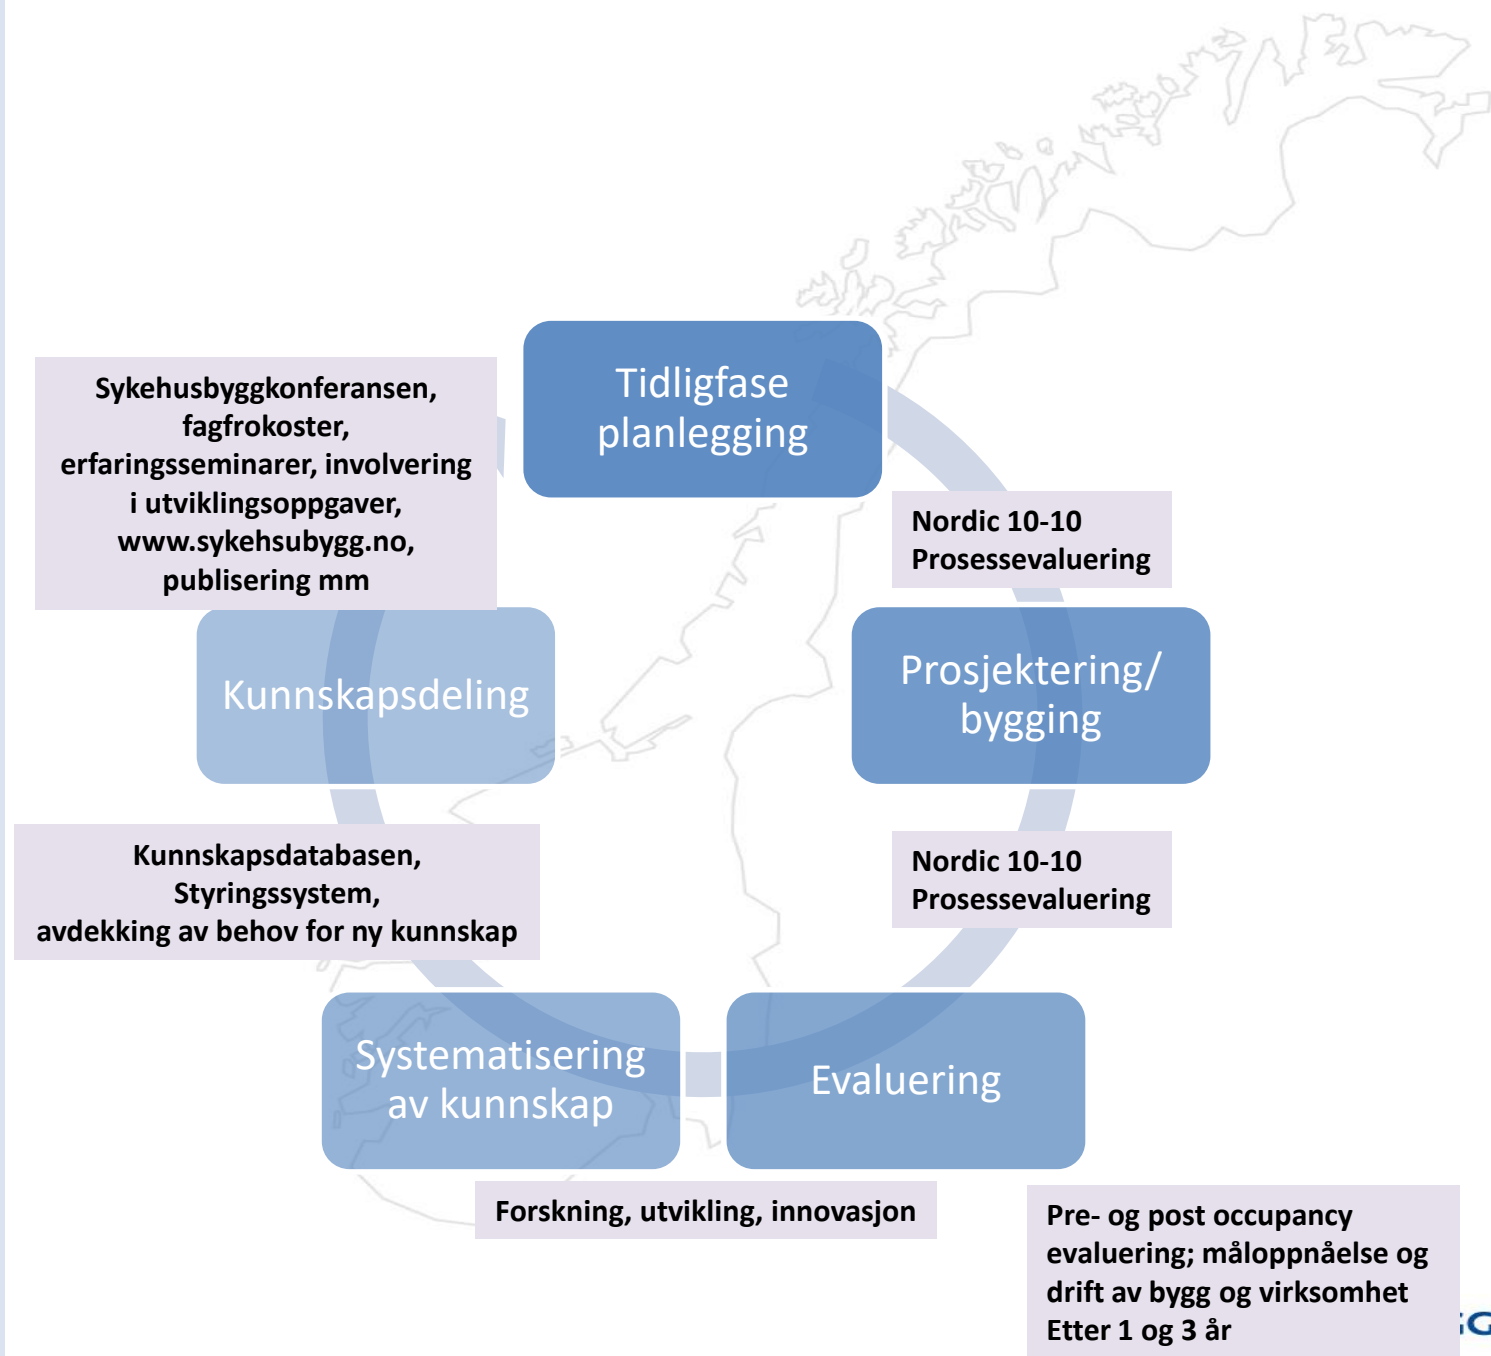 Tidligfase
planlegging
Sykehusbyggkonferansen,
fagfrokoster,
erfaringsseminarer, involvering
i utviklingsoppgaver,
www.sykehsubygg.no,
publisering mm
Nordic 10-10
Prosessevaluering
Kunnskapsdeling
Prosjektering/
bygging
Kunnskapsdatabasen,
Styringssystem,
avdekking av behov for ny kunnskap
Nordic 10-10
Prosessevaluering
Systematisering
av kunnskap
Evaluering
Forskning, utvikling, innovasjon
Pre- og post occupancy
evaluering; måloppnåelse og
drift av bygg og virksomhet
Etter 1 og 3 år